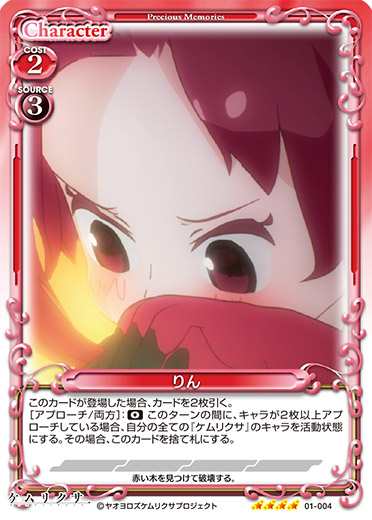 Precious Memories
Character
COST
2
SOURCE
3
りん
このカードが登場した場合、カードを2枚引く。
[アプローチ/両方]:このターンの間に、キャラが2枚以上アプ
ローチしている場合、自分の全ての『ケムリクサ』のキャラを活動状態
にする。その場合、このカードを捨て札にする。
赤い木を見つけて破壊する。
ケムリクサ
©ヤオヨロズケムリクサプロジェクト
01-004